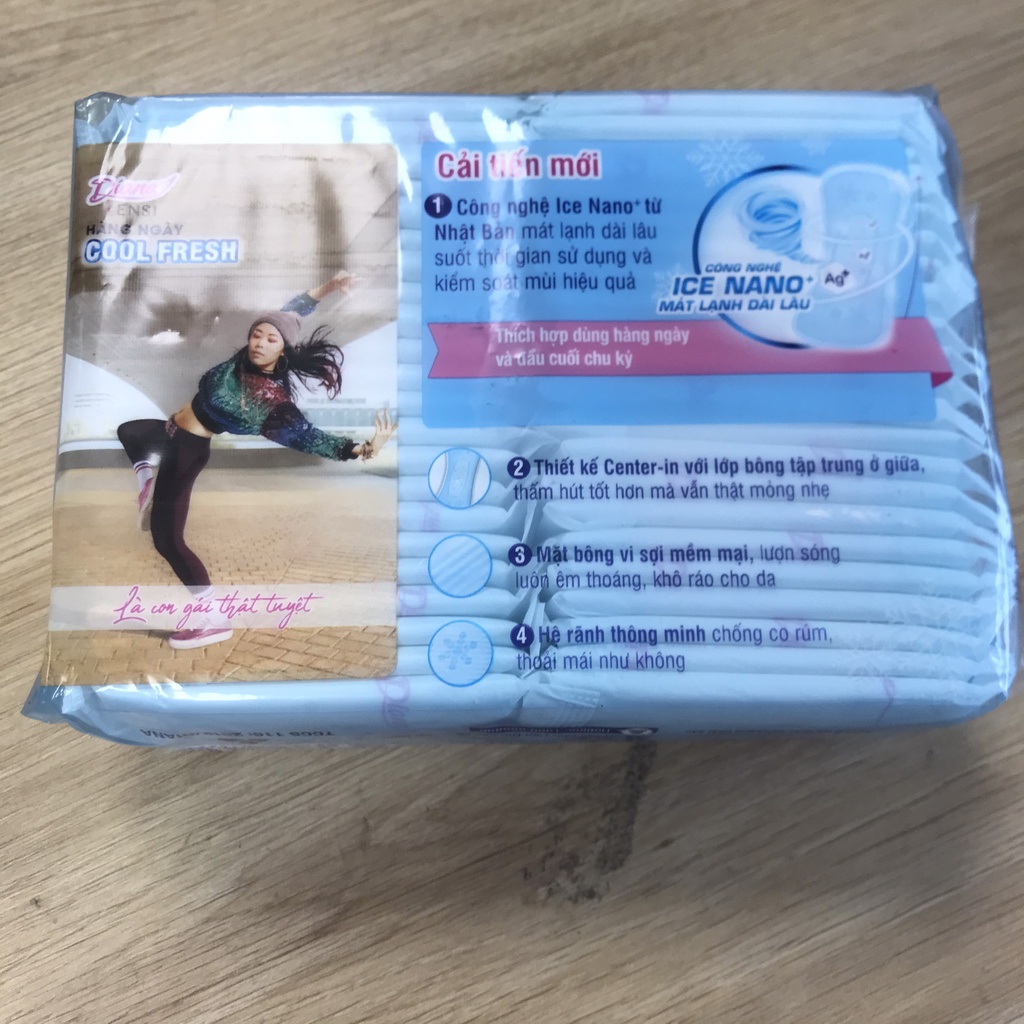 Diana
SENSI
HÀNG NGÀY
COOL FRESH
Là con gái thật tuyệt
Cải tiến mới
1 Công nghệ Ice Nano+ từ
Nhật Bản mát lạnh dài lâu
suốt thời gian sử dụng và
kiểm soát mùi hiệu quả
CÔNG NGHỆ
ICE NANO+
MÁT LẠNH DÀI LÂU
Ag+
Thích hợp dùng hàng ngày
và đầu cuối chu kỳ
2 Thiết kế Center-in với lớp bông tập trung ở giữa,
thấm hút tốt hơn mà vẫn thật mỏng nhẹ
3 Mặt bông vi sợi mềm mại, lượn sóng
luôn êm thoáng, khô ráo cho da
4 Hệ rãnh thông minh chống co rúm,
thoải mái như không